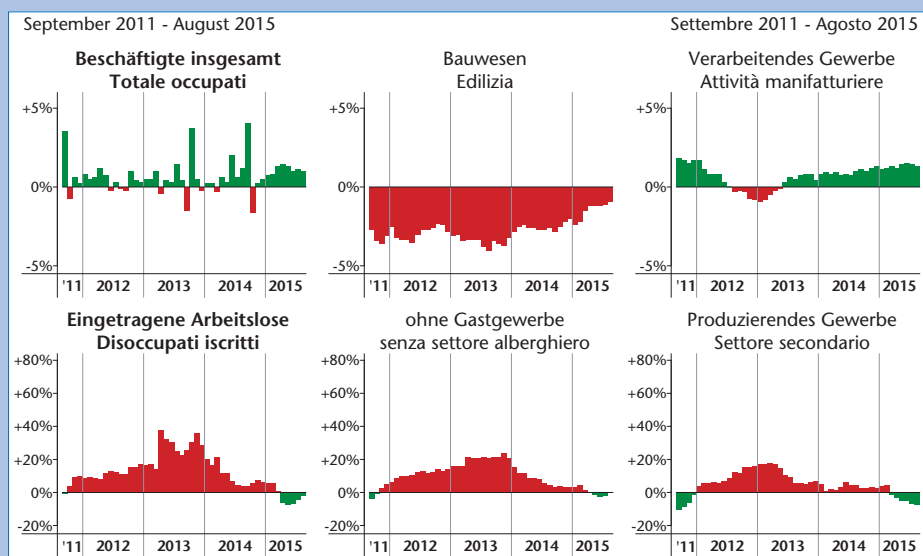 September 2011 - August 2015
Settembre 2011 - Agosto 2015
Beschäftigte insgesamt
Totale occupati
+5%
0%
-5%
'11 2012 2013 2014 2015
Bauwesen
Edilizia
+5%
0%
-5%
'11 2012 2013 2014 2015
Verarbeitendes Gewerbe
Attività manifatturiere
+5%
0%
-5%
'11 2012 2013 2014 2015
Eingetragene Arbeitslose
Disoccupati iscritti
+80%
+60%
+40%
+20%
0%
-20%
'11 2012 2013 2014 2015
ohne Gastgewerbe
senza settore alberghiero
+80%
+60%
+40%
+20%
0%
-20%
'11 2012 2013 2014 2015
Produzierendes Gewerbe
Settore secondario
+80%
+60%
+40%
+20%
0%
-20%
'11 2012 2013 2014 2015